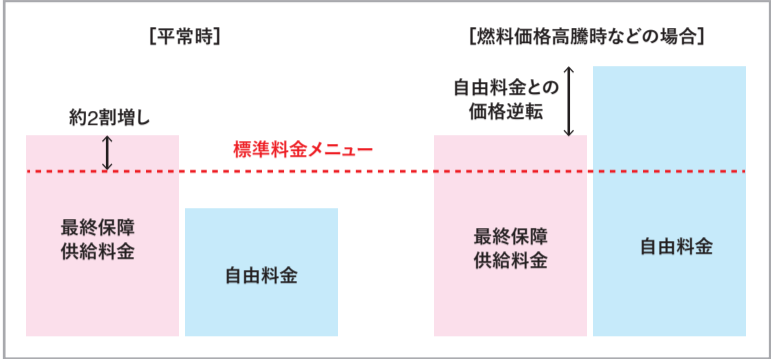 ［平常時］
［燃料価格高騰時などの場合］
約2割増し
自由料金との
価格逆転
標準料金メニュー
最終保障
供給料金
自由料金
最終保障
供給料金
自由料金